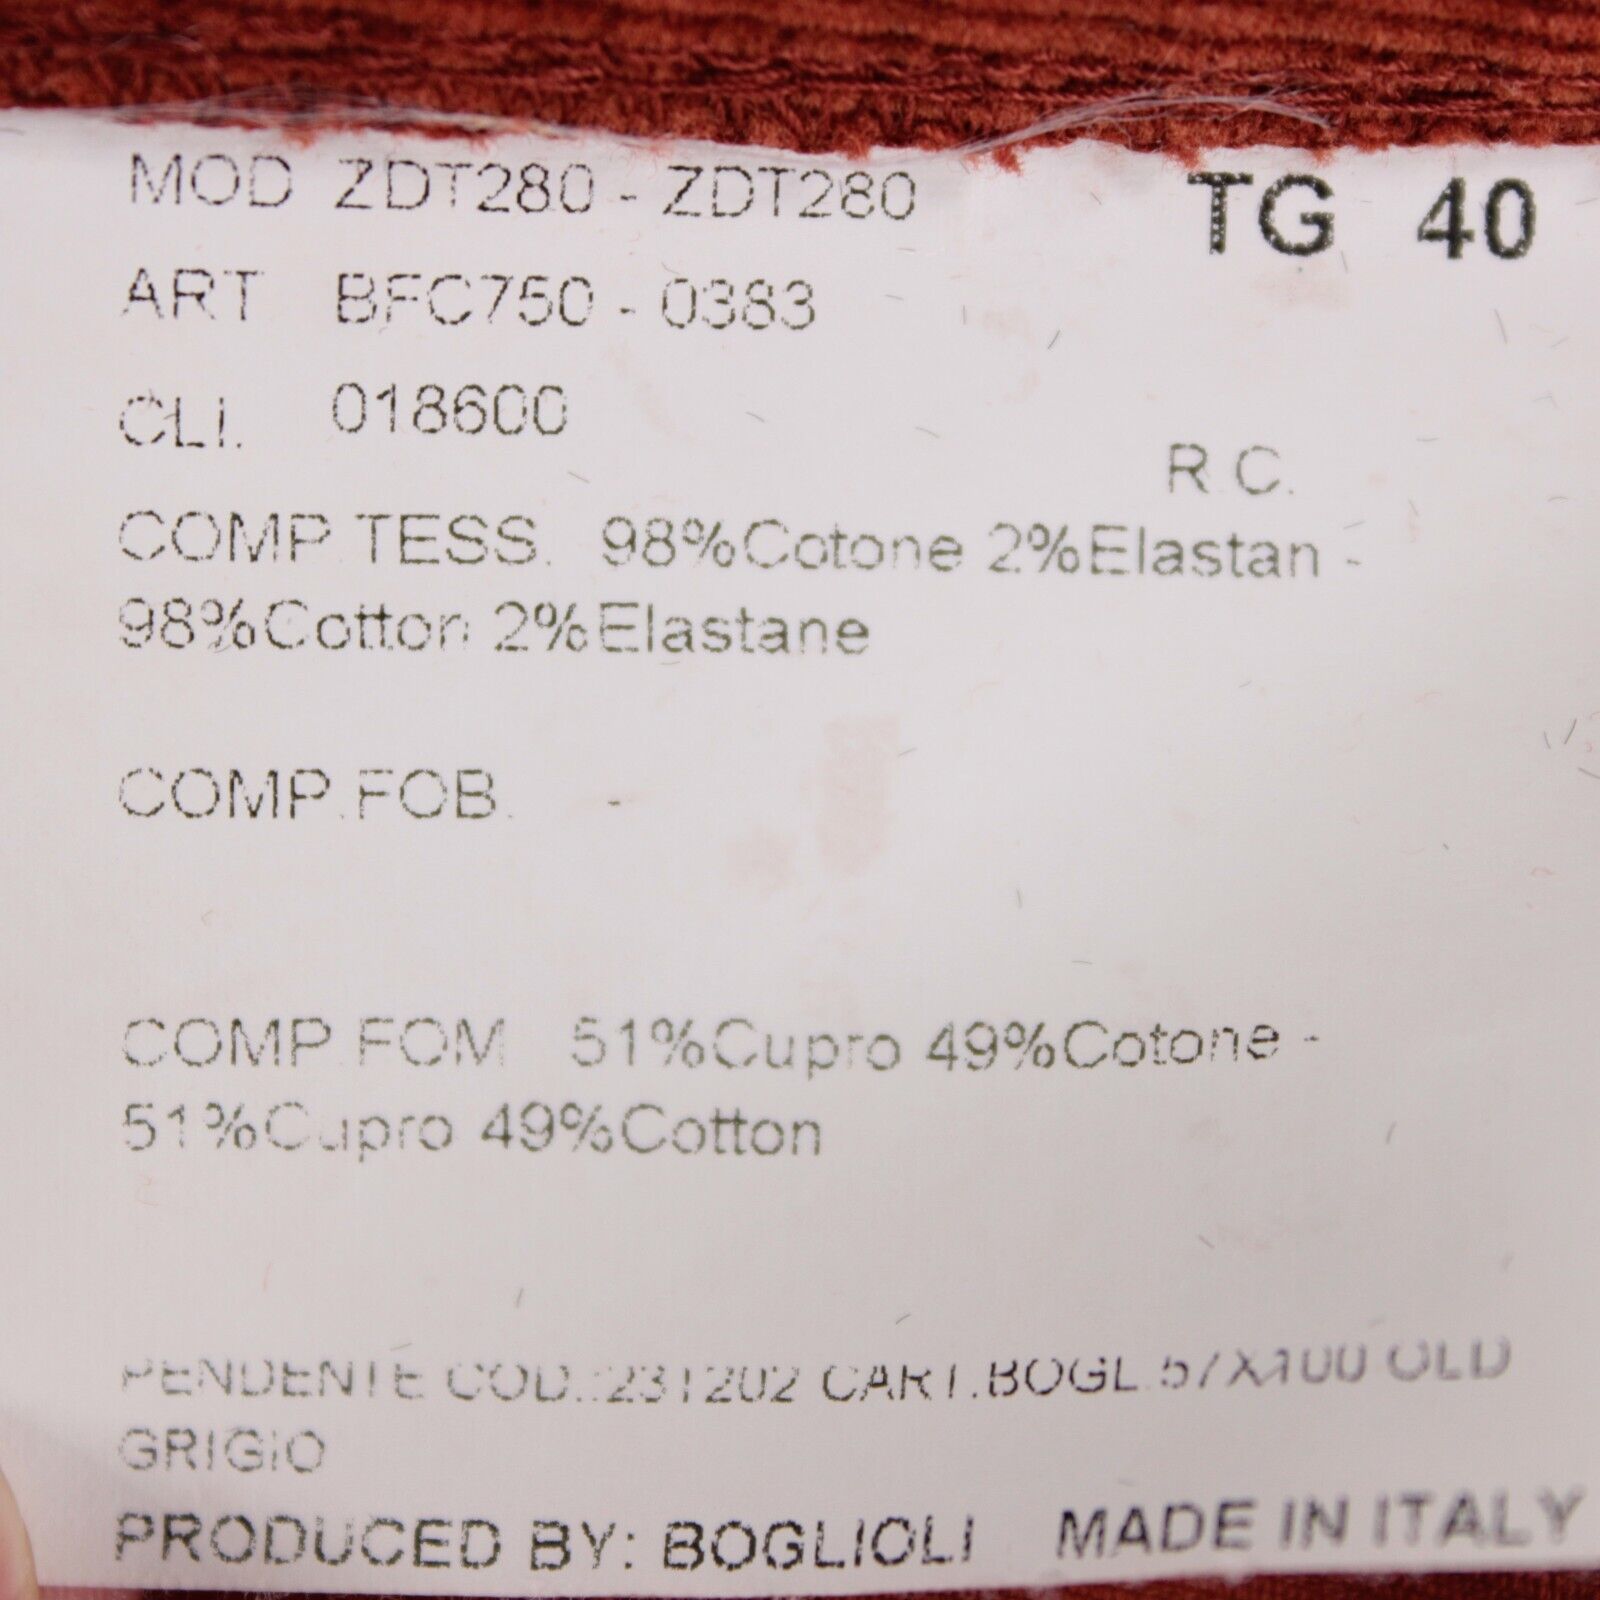 MOD ZDT280 - ZDT280 TG 40
ART BFC750 - 0383
CLI. 018600
R.C.
COMP.TESS. 98%Cotone 2%Elastan -
98%Cotton 2%Elastane
COMP.FOB. -
COMP.FOM 51%Cupro 49%Cotone -
51%Cupro 49%Cotton
PENDENTE COD.:231202 CART.BOGL.57X100 OLD
GRIGIO
PRODUCED BY: BOGLIOLI MADE IN ITALY